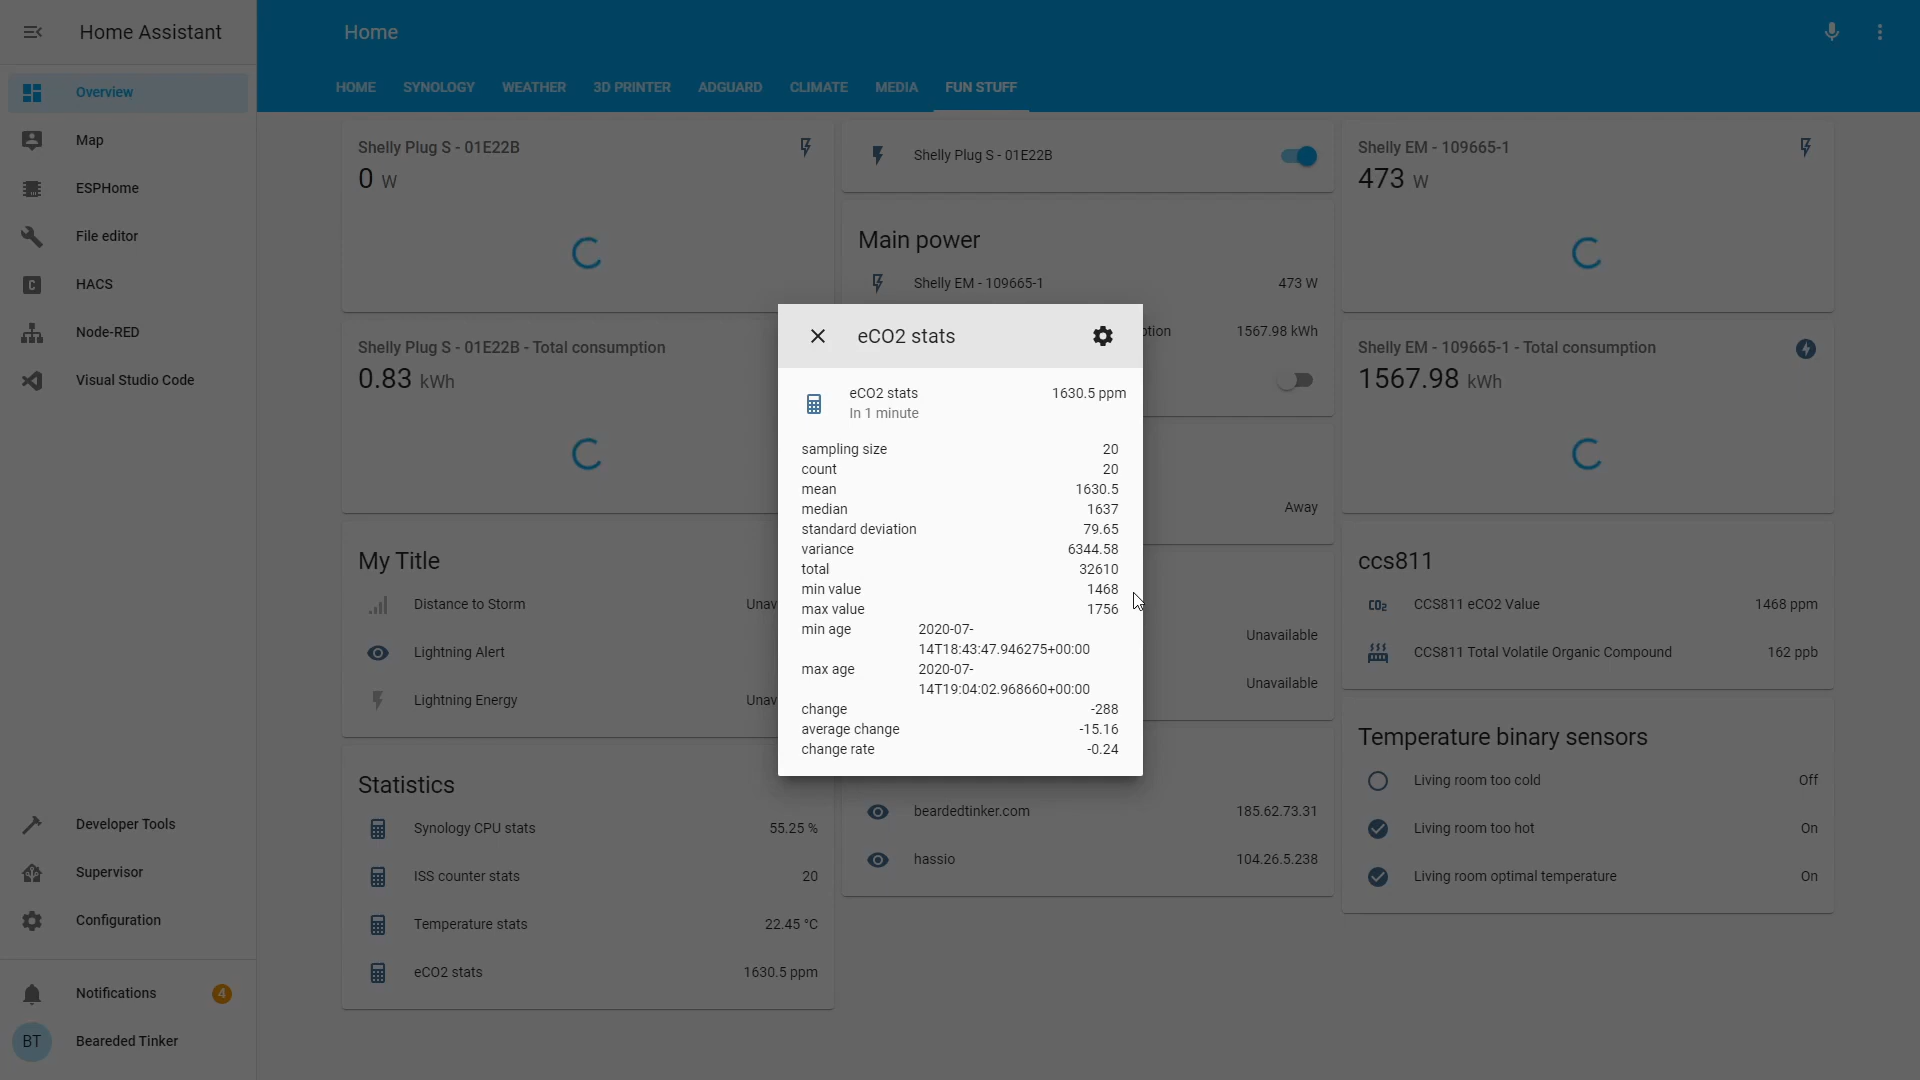 Home Assistant
Home
HOME SYNOLOGY WEATHER 3D PRINTER ADGUARD CLIMATE MEDIA FUN STUFF
Overview
Map
ESPHome
File editor
HACS
Node-RED
Visual Studio Code
Developer Tools
Supervisor
Configuration
Notifications 4
BT Bearded Tinker
Shelly Plug S - 01E22B
0 W
Shelly Plug S - 01E22B - Total consumption
0.83 kWh
My Title
Distance to Storm Unav
Lightning Alert
Lightning Energy Unav
Statistics
Synology CPU stats 55.25 %
ISS counter stats 20
Temperature stats 22.45 °C
eCO2 stats 1630.5 ppm
Shelly Plug S - 01E22B
Main power
Shelly EM - 109665-1 473 W
ption 1567.98 kWh
Away
Unavailable
Unavailable
beardedtinker.com 185.62.73.31
hassio 104.26.5.238
eCO2 stats
eCO2 stats 1630.5 ppm
In 1 minute
sampling size 20
count 20
mean 1630.5
median 1637
standard deviation 79.65
variance 6344.58
total 32610
min value 1468
max value 1756
min age 2020-07-
14T18:43:47.946275+00:00
max age 2020-07-
14T19:04:02.968660+00:00
change -288
average change -15.16
change rate -0.24
Shelly EM - 109665-1
473 W
Shelly EM - 109665-1 - Total consumption
1567.98 kWh
ccs811
CO2 CCS811 eCO2 Value 1468 ppm
CCS811 Total Volatile Organic Compound 162 ppb
Temperature binary sensors
Living room too cold Off
Living room too hot On
Living room optimal temperature On